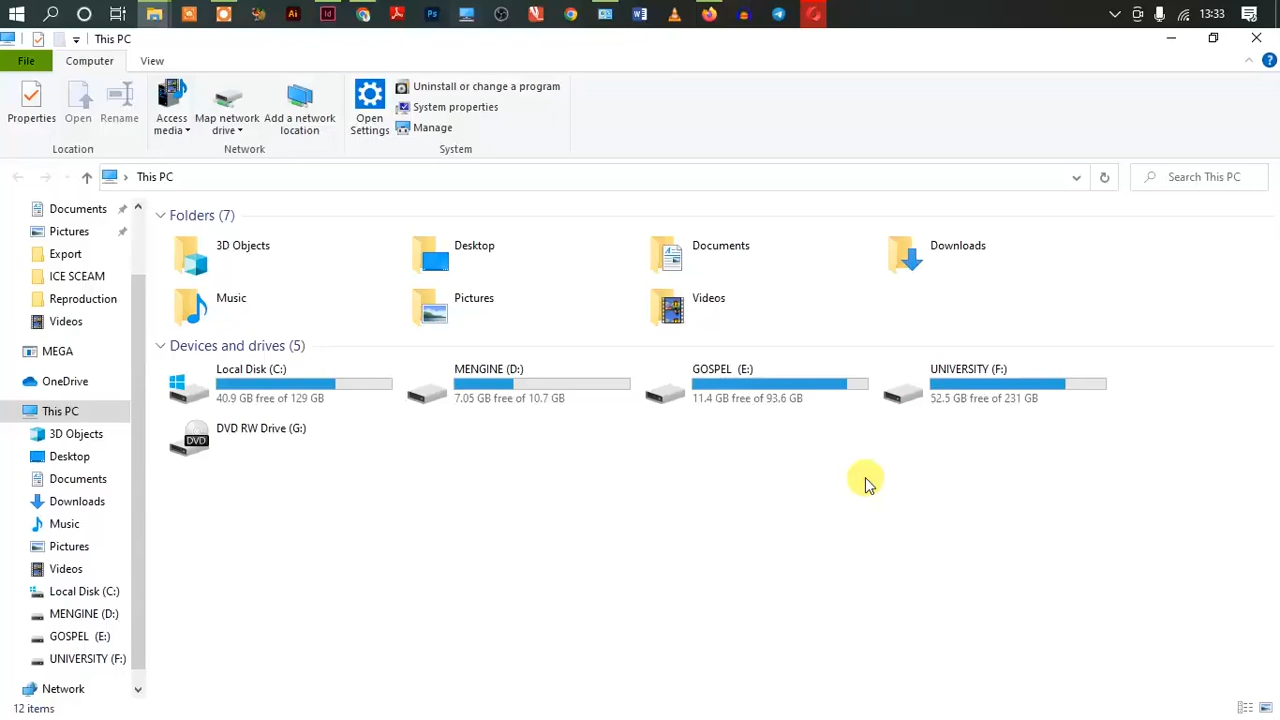 13:33
This PC
File
Computer
View
Properties
Open
Rename
Access media
Map network drive
Add a network location
Open Settings
Uninstall or change a program
System properties
Manage
Location
Network
System
This PC
Search This PC
Documents
Pictures
Export
ICE SCEAM
Reproduction
Videos
MEGA
OneDrive
This PC
3D Objects
Desktop
Documents
Downloads
Music
Pictures
Videos
Local Disk (C:)
MENGINE (D:)
GOSPEL (E:)
UNIVERSITY (F:)
Network
Folders (7)
3D Objects
Desktop
Documents
Downloads
Music
Pictures
Videos
Devices and drives (5)
Local Disk (C:)
40.9 GB free of 129 GB
MENGINE (D:)
7.05 GB free of 10.7 GB
GOSPEL (E:)
11.4 GB free of 93.6 GB
UNIVERSITY (F:)
52.5 GB free of 231 GB
DVD
DVD RW Drive (G:)
12 items